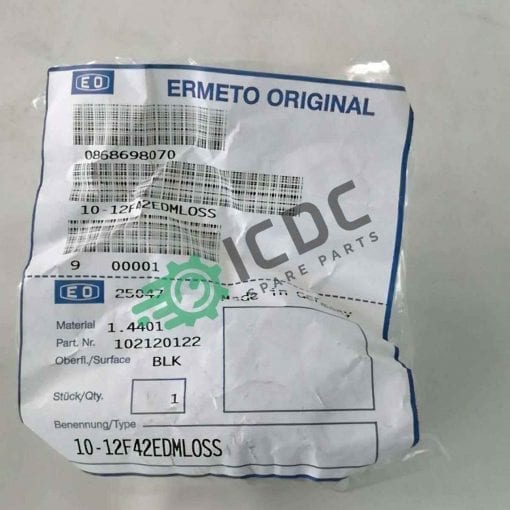 EO ERMETO ORIGINAL
0868698070
10-12F42EDMLOSS
ICDC
SPARE PARTS
9 00001
EO 25047 Made in Germany
Material 1.4401
Part. Nr. 102120122
Oberfl./Surface BLK
Stück/Qty. 1
Benennung/Type
10-12F42EDMLOSS